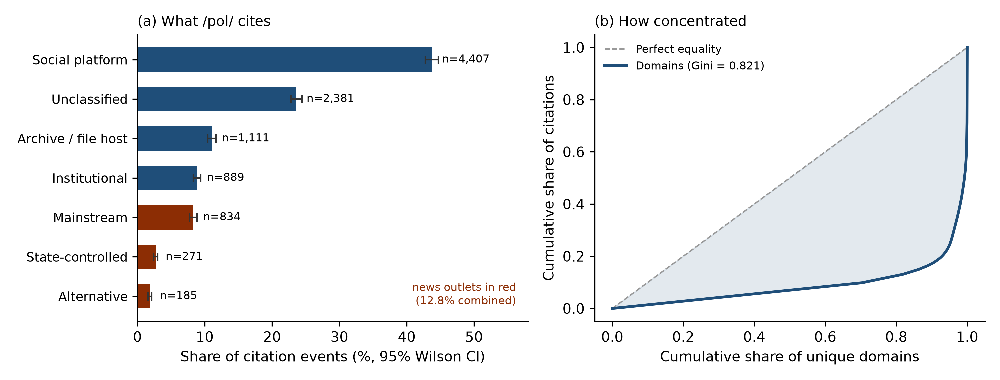 (a) What /pol/ cites
Social platform
n=4,407
Unclassified
n=2,381
Archive / file host
n=1,111
Institutional
n=889
Mainstream
n=834
State-controlled
n=271
Alternative
n=185
news outlets in red
(12.8% combined)
0 10 20 30 40 50
Share of citation events (%, 95% Wilson CI)
(b) How concentrated
Perfect equality
Domains (Gini = 0.821)
Cumulative share of citations
1.0
0.8
0.6
0.4
0.2
0.0
0.0 0.2 0.4 0.6 0.8 1.0
Cumulative share of unique domains